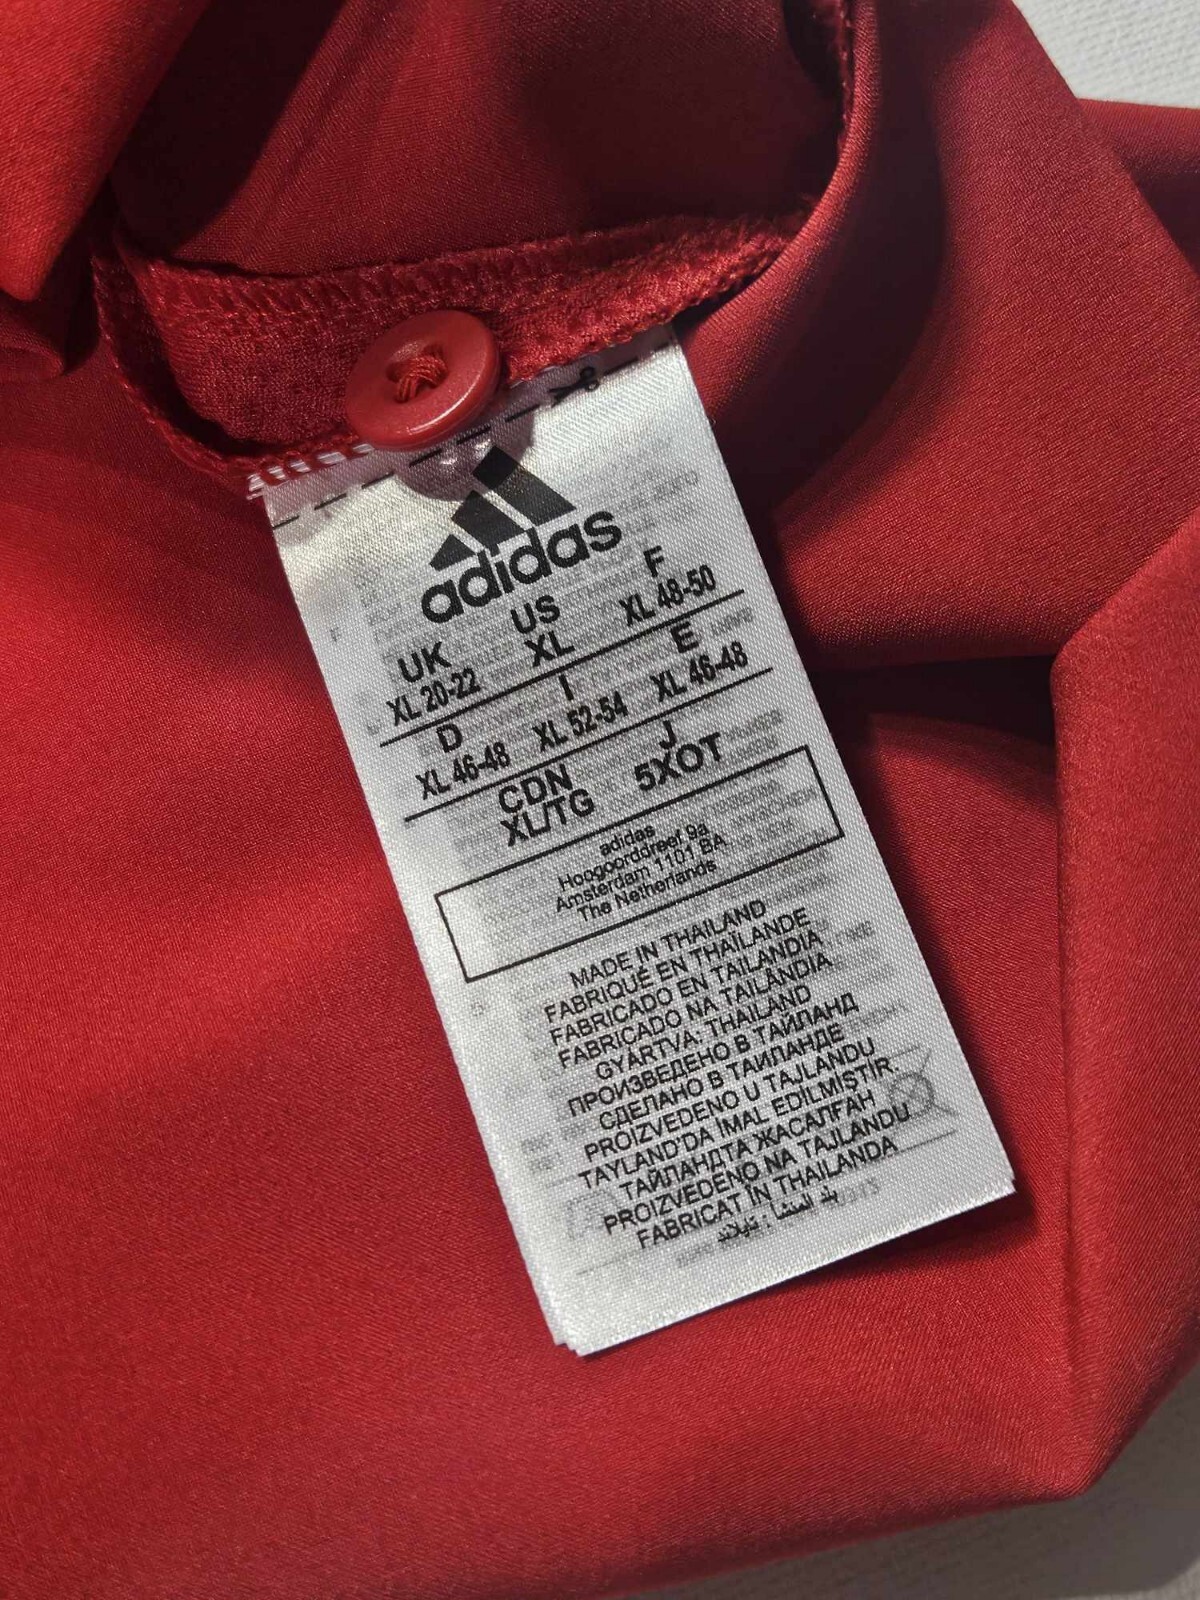 adidas
UK US F
XL 20-22 XL XL 48-50
D I E
XL 46-48 XL 52-54 XL 46-48
CDN J
XL/TG 5XOT
adidas
Hoogoorddreef 9a
Amsterdam 1101 BA
The Netherlands
MADE IN THAILAND
FABRIQUÉ EN THAÏLANDE
FABRICADO EN TAILANDIA
FABRICADO NA TAILÂNDIA
GYÁRTVA: THAILAND
ПРОИЗВЕДЕНО В ТАЙЛАНД
СДЕЛАНО В ТАИЛАНДЕ
PROIZVEDENO U TAJLANDU
TAYLAND'DA İMAL EDİLMİŞTİR.
ТАЙЛАНДТА ЖАСАЛҒАН
PROIZVEDENO NA TAJLANDU
FABRICAT ÎN THAILANDA
بلد المنشأ : تايلاند